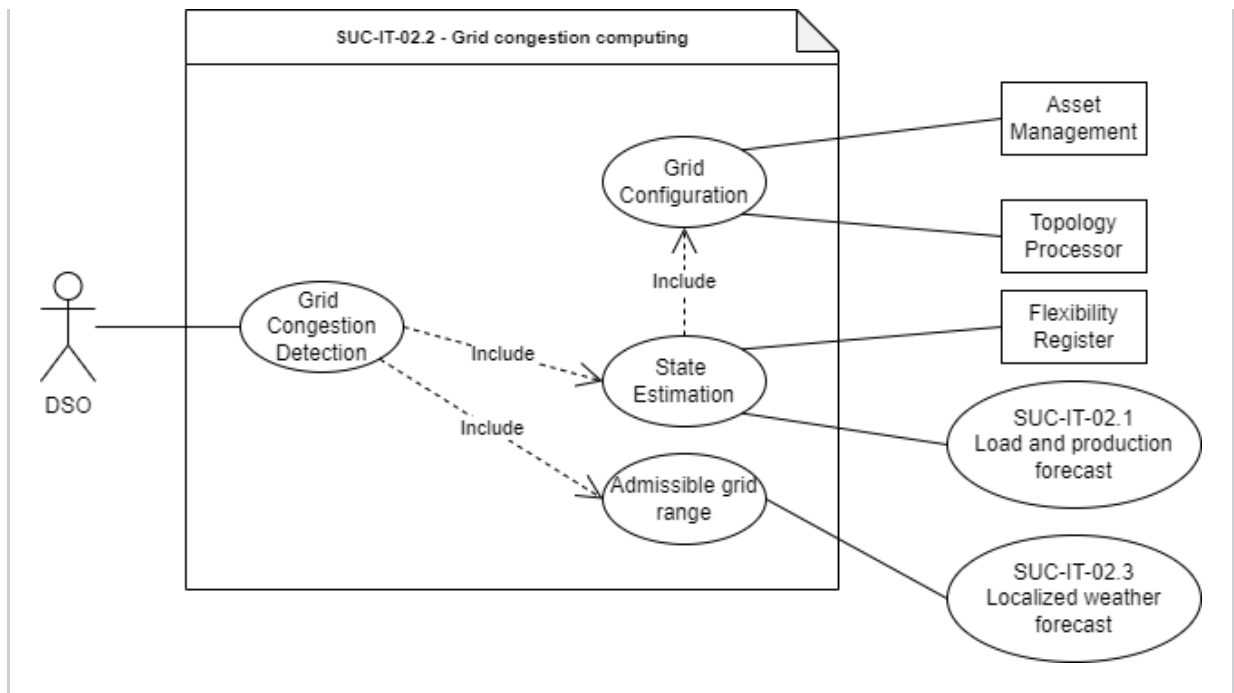 SUC-IT-02.2 - Grid congestion computing
Asset
Management
Grid
Configuration
Topology
Processor
Include
Grid
Congestion
Detection
Flexibility
Register
Include
State
Estimation
DSO
SUC-IT-02.1
Load and production
forecast
Include
Admissible grid
range
SUC-IT-02.3
Localized weather
forecast